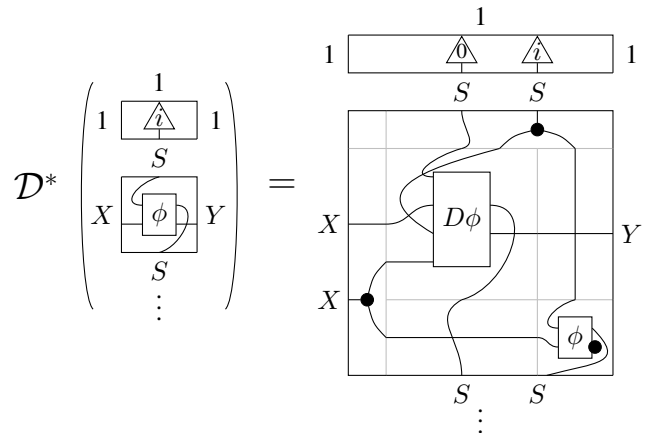 1
1 0 i 1
1 S S
1 i 1
S
𝒟* =
X ϕ Y X Dϕ Y
S
X
ϕ
S S
⋮ ⋮